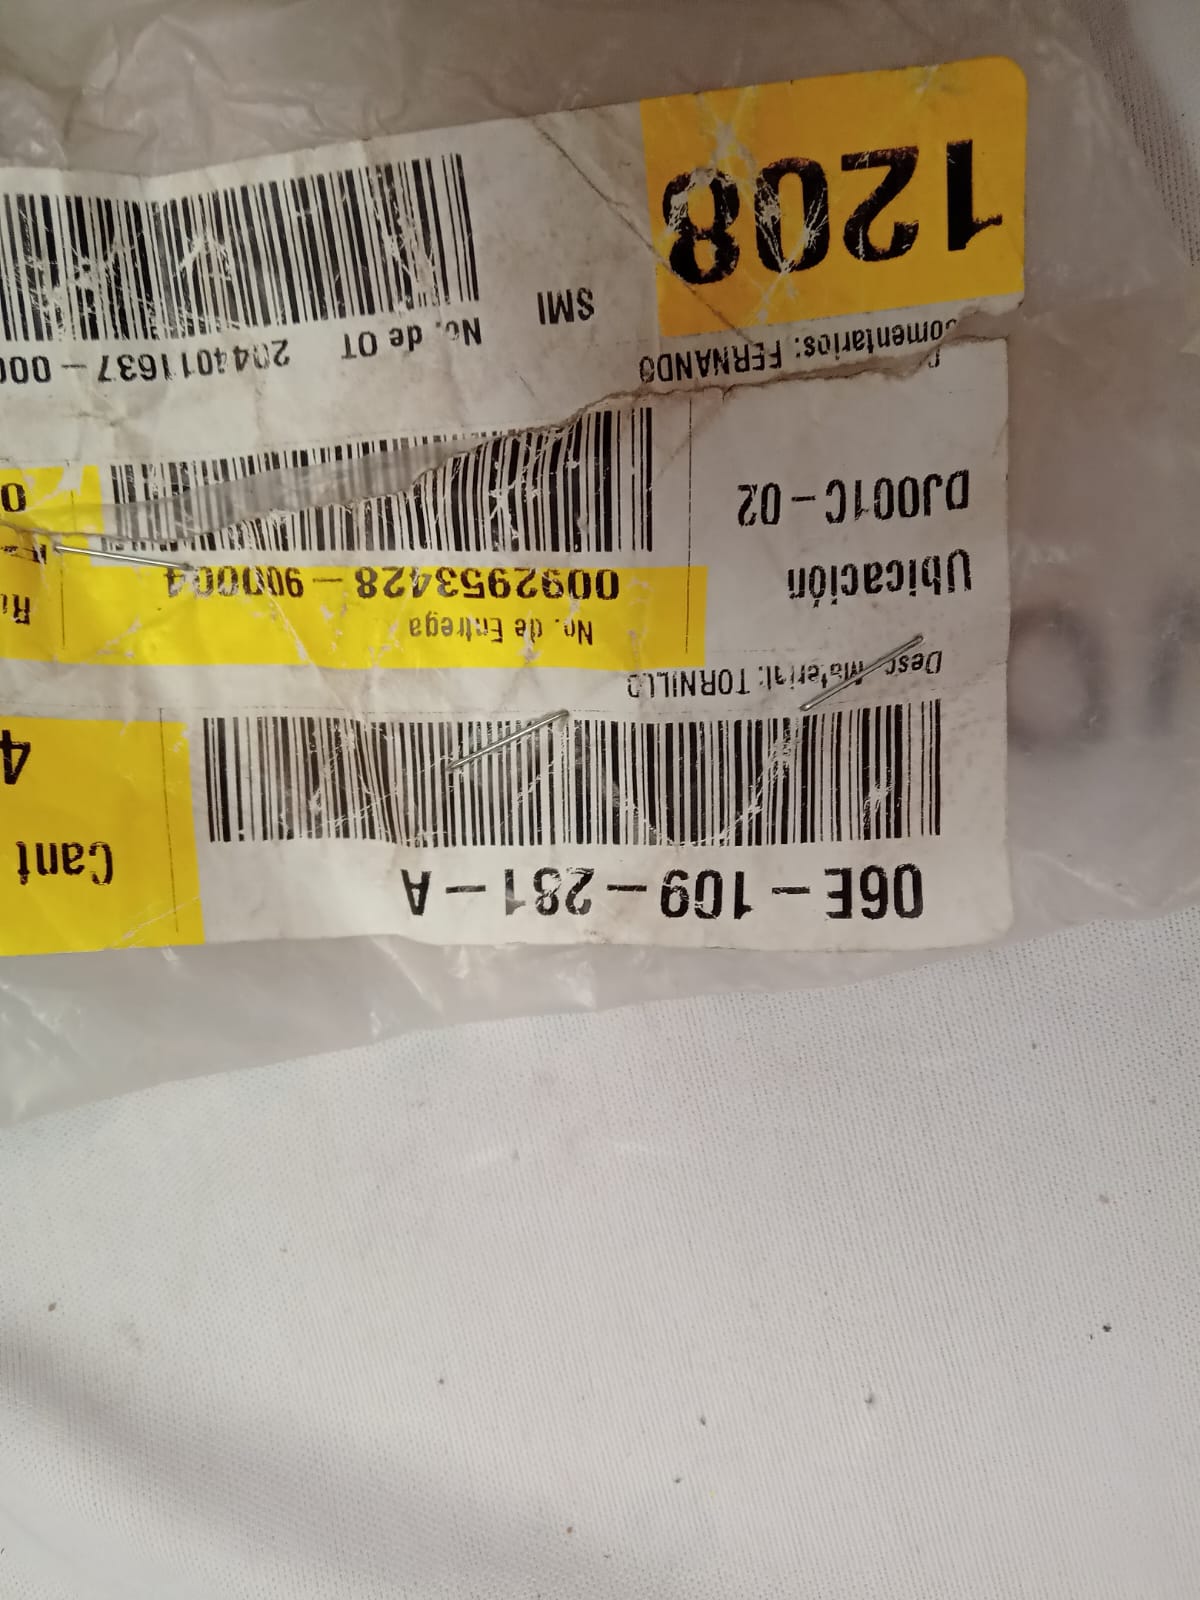 06E-109-281-A
Cant
4
Desc. Material: TORNILLO
No. de Entrega
0092953428-900004
Ubicación
DJ001C-02
Comentarios: FERNANDO
No. de OT 2044011637-000
SMI
1208